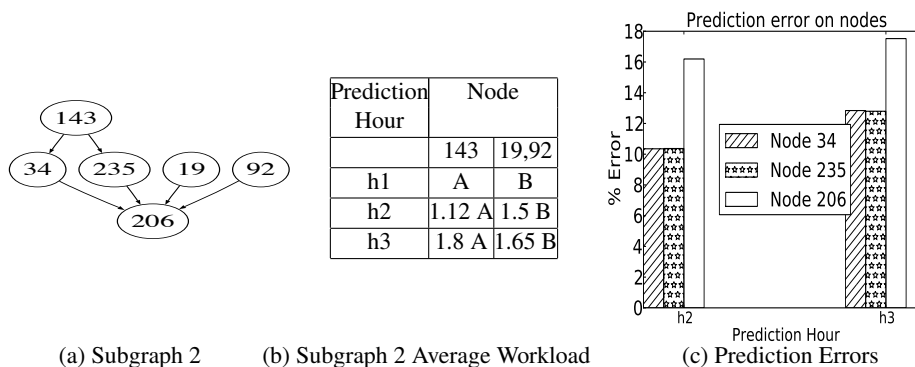 143
34 235 19 92
206
(a) Subgraph 2
Prediction Hour Node
143 19,92
h1 A B
h2 1.12 A 1.5 B
h3 1.8 A 1.65 B
(b) Subgraph 2 Average Workload
Prediction error on nodes
% Error
18
16
14
12
10
8
6
4
2
0
Node 34
Node 235
Node 206
h2 h3
Prediction Hour
(c) Prediction Errors